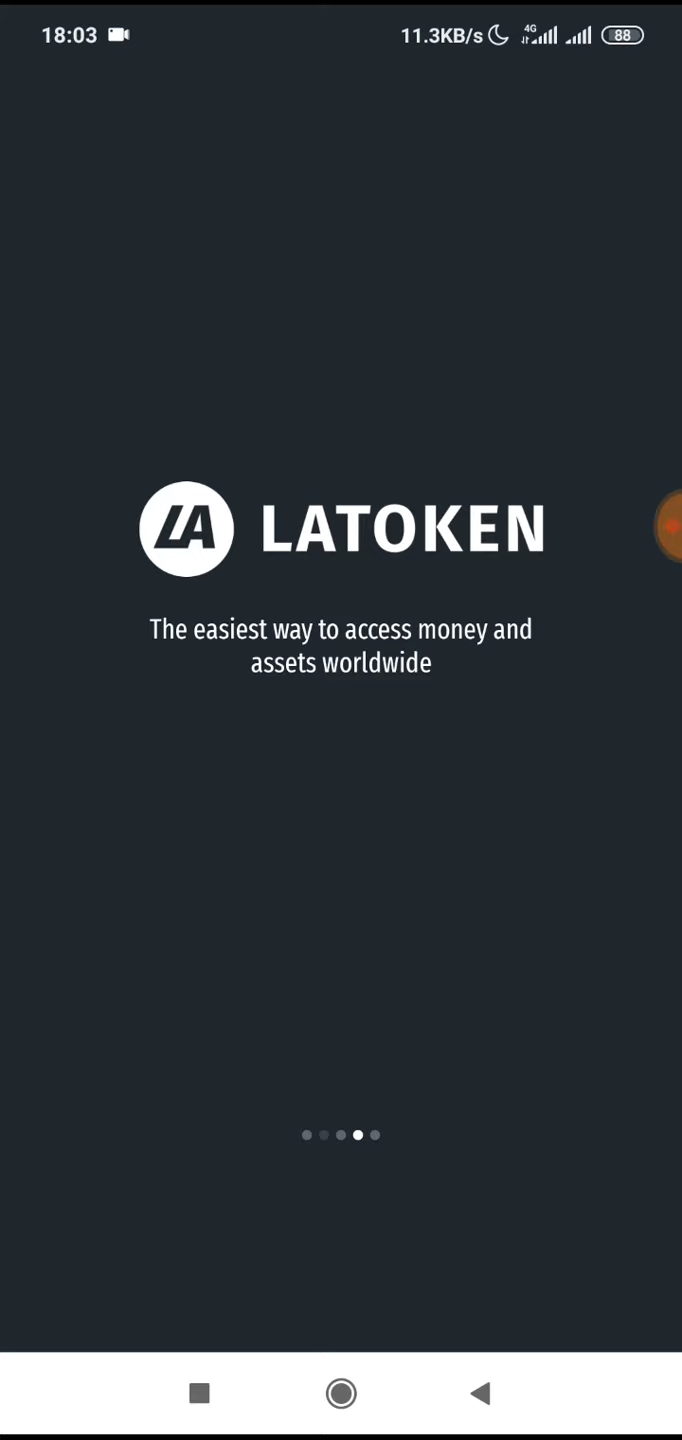 18:03 11.3KB/s 4G 88
LA LATOKEN
The easiest way to access money and
assets worldwide